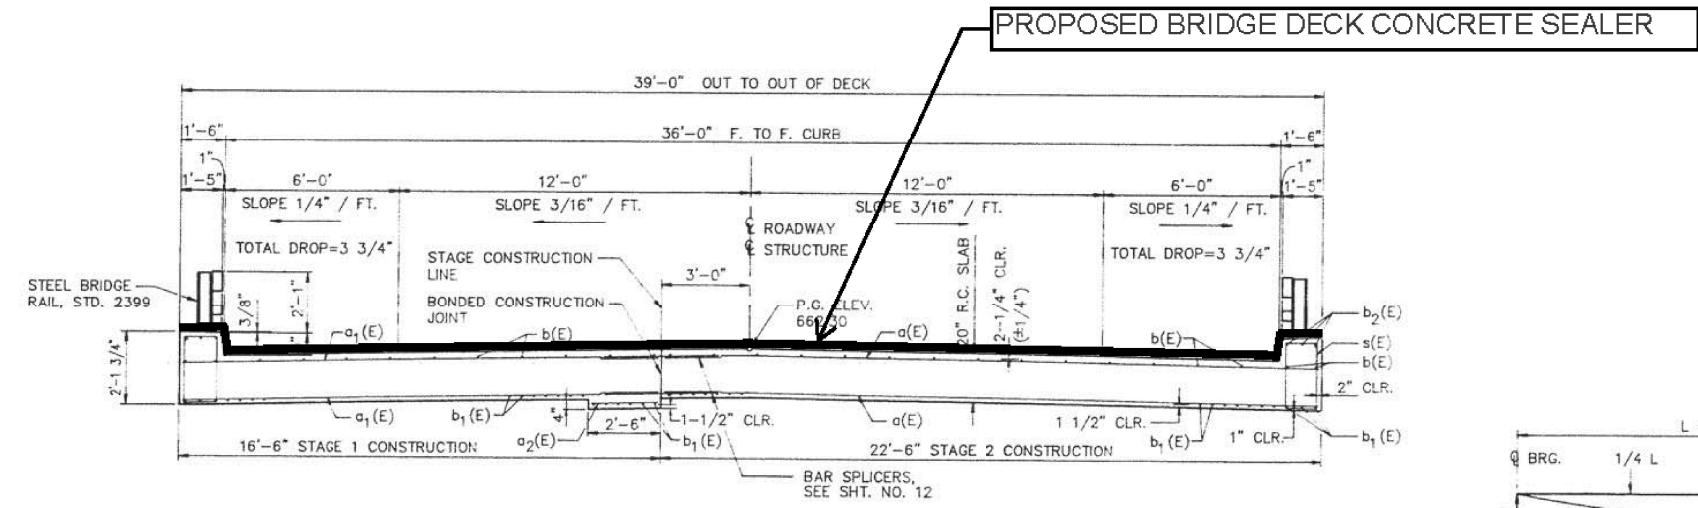 PROPOSED BRIDGE DECK CONCRETE SEALER
39'-0" OUT TO OUT OF DECK
1'-6"
36'-0" F. TO F. CURB
1'-6"
1"
1"
1'-5"
6'-0'
12'-0"
12'-0"
6'-0"
1'-5"
SLOPE 1/4" / FT.
SLOPE 3/16" / FT.
SLOPE 3/16" / FT.
SLOPE 1/4" / FT.
℄ ROADWAY
℄ STRUCTURE
TOTAL DROP=3 3/4"
TOTAL DROP=3 3/4"
STAGE CONSTRUCTION
LINE
3'-0"
20" R.C. SLAB
2-1/4" CLR.
(±1/4")
STEEL BRIDGE
RAIL, STD. 2399
3/8"
2'-1"
BONDED CONSTRUCTION
JOINT
P.G. ELEV.
a1(E)
b(E)
a(E)
b(E)
b2(E)
s(E)
b(E)
2'-1 3/4"
2" CLR.
a1(E)
b1(E)
4"
a2(E)
2'-6"
b1(E)
1-1/2" CLR.
a(E)
1 1/2" CLR.
b1(E)
1" CLR.
b1(E)
16'-6" STAGE 1 CONSTRUCTION
22'-6" STAGE 2 CONSTRUCTION
BAR SPLICERS,
SEE SHT. NO. 12
L
℄ BRG.
1/4 L